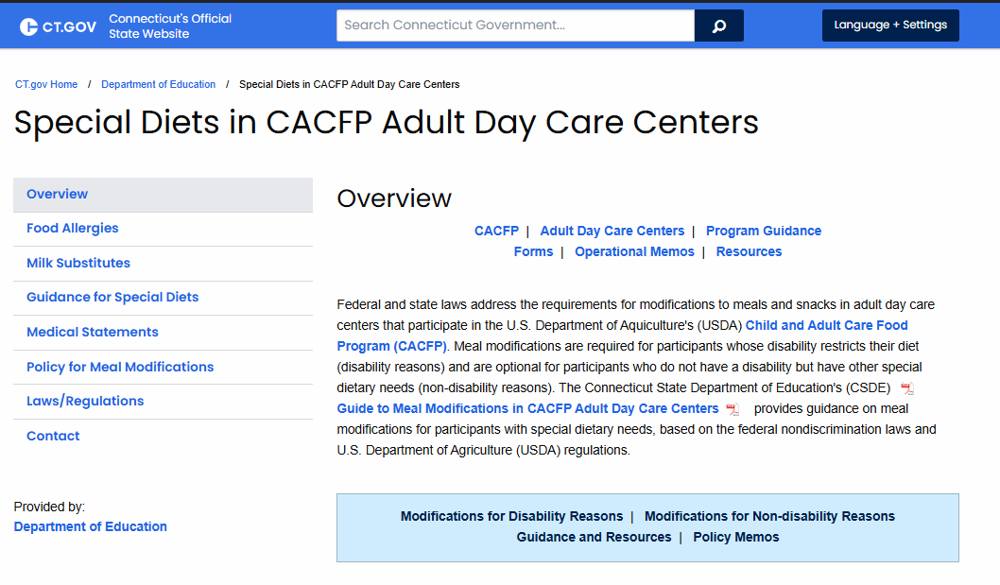 CT.GOV
Connecticut's Official
State Website
Search Connecticut Government...
Language + Settings
CT.gov Home / Department of Education / Special Diets in CACFP Adult Day Care Centers
Special Diets in CACFP Adult Day Care Centers
Overview
Food Allergies
Milk Substitutes
Guidance for Special Diets
Medical Statements
Policy for Meal Modifications
Laws/Regulations
Contact
Provided by:
Department of Education
Overview
CACFP | Adult Day Care Centers | Program Guidance
Forms | Operational Memos | Resources
Federal and state laws address the requirements for modifications to meals and snacks in adult day care
centers that participate in the U.S. Department of Aquiculture's (USDA) Child and Adult Care Food
Program (CACFP). Meal modifications are required for participants whose disability restricts their diet
(disability reasons) and are optional for participants who do not have a disability but have other special
dietary needs (non-disability reasons). The Connecticut State Department of Education's (CSDE)
Guide to Meal Modifications in CACFP Adult Day Care Centers provides guidance on meal
modifications for participants with special dietary needs, based on the federal nondiscrimination laws and
U.S. Department of Agriculture (USDA) regulations.
Modifications for Disability Reasons | Modifications for Non-disability Reasons
Guidance and Resources | Policy Memos